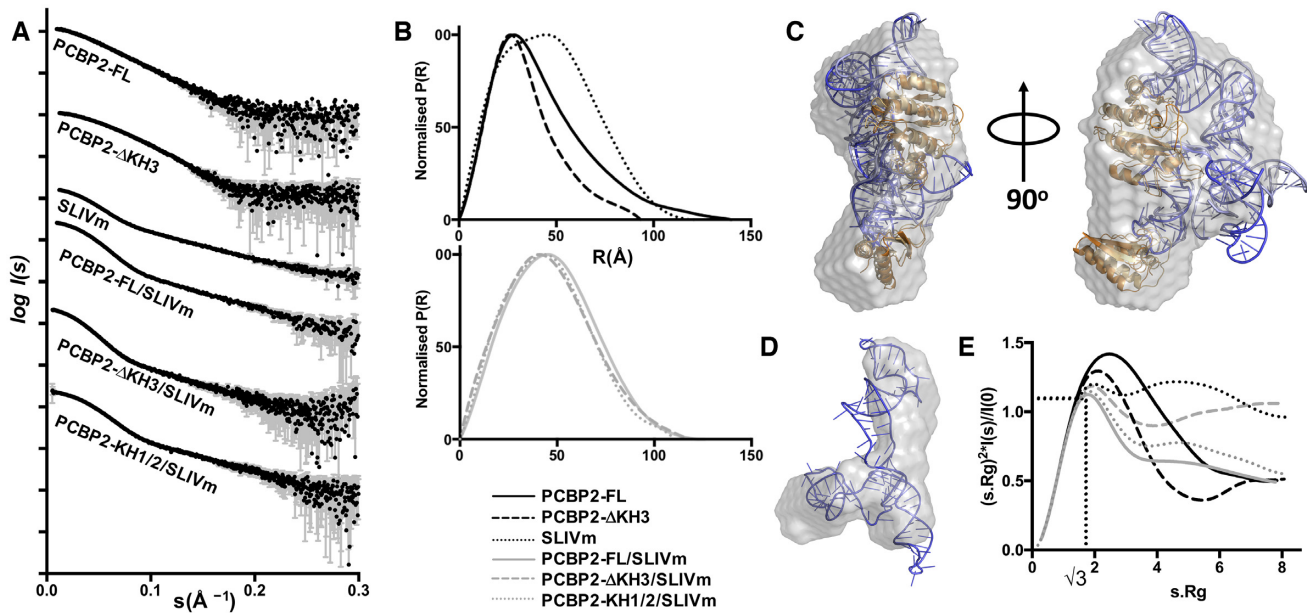 A
PCBP2-FL
PCBP2-ΔKH3
SLIVm
PCBP2-FL/SLIVm
PCBP2-ΔKH3/SLIVm
PCBP2-KH1/2/SLIVm
log I(s)
0.0 0.1 0.2 0.3
s(Å ⁻¹)
B
Normalised P(R)
00
50
0
0 50 100 150
R(Å)
Normalised P(R)
00
50
0
0 50 100 150
PCBP2-FL
PCBP2-ΔKH3
SLIVm
PCBP2-FL/SLIVm
PCBP2-ΔKH3/SLIVm
PCBP2-KH1/2/SLIVm
C
90º
D
E
(s.Rg)²*I(s)//I(0)
1.5
1.0
0.5
0.0
0 √3 2 4 6 8
s.Rg